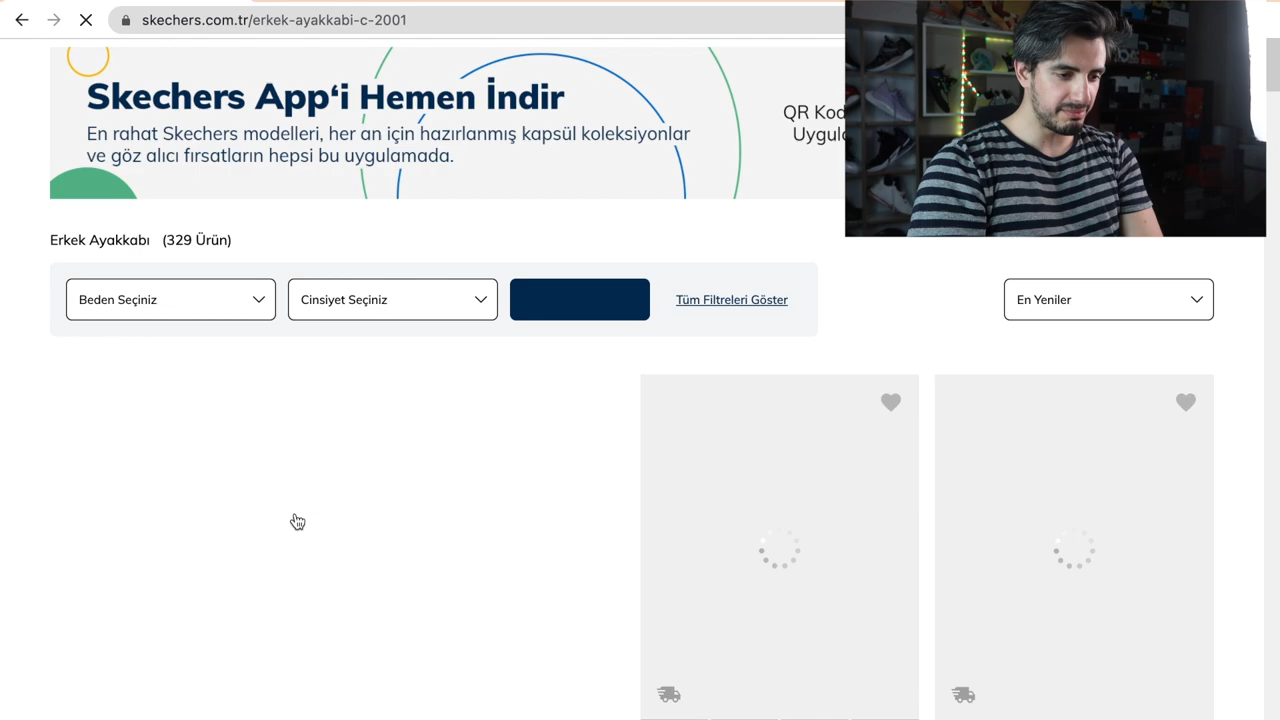 skechers.com.tr/erkek-ayakkabi-c-2001
Skechers App‘i Hemen İndir
En rahat Skechers modelleri, her an için hazırlanmış kapsül koleksiyonlar
ve göz alıcı fırsatların hepsi bu uygulamada.
QR Kod
Uygula
Erkek Ayakkabı (329 Ürün)
Beden Seçiniz
Cinsiyet Seçiniz
Tüm Filtreleri Göster
En Yeniler